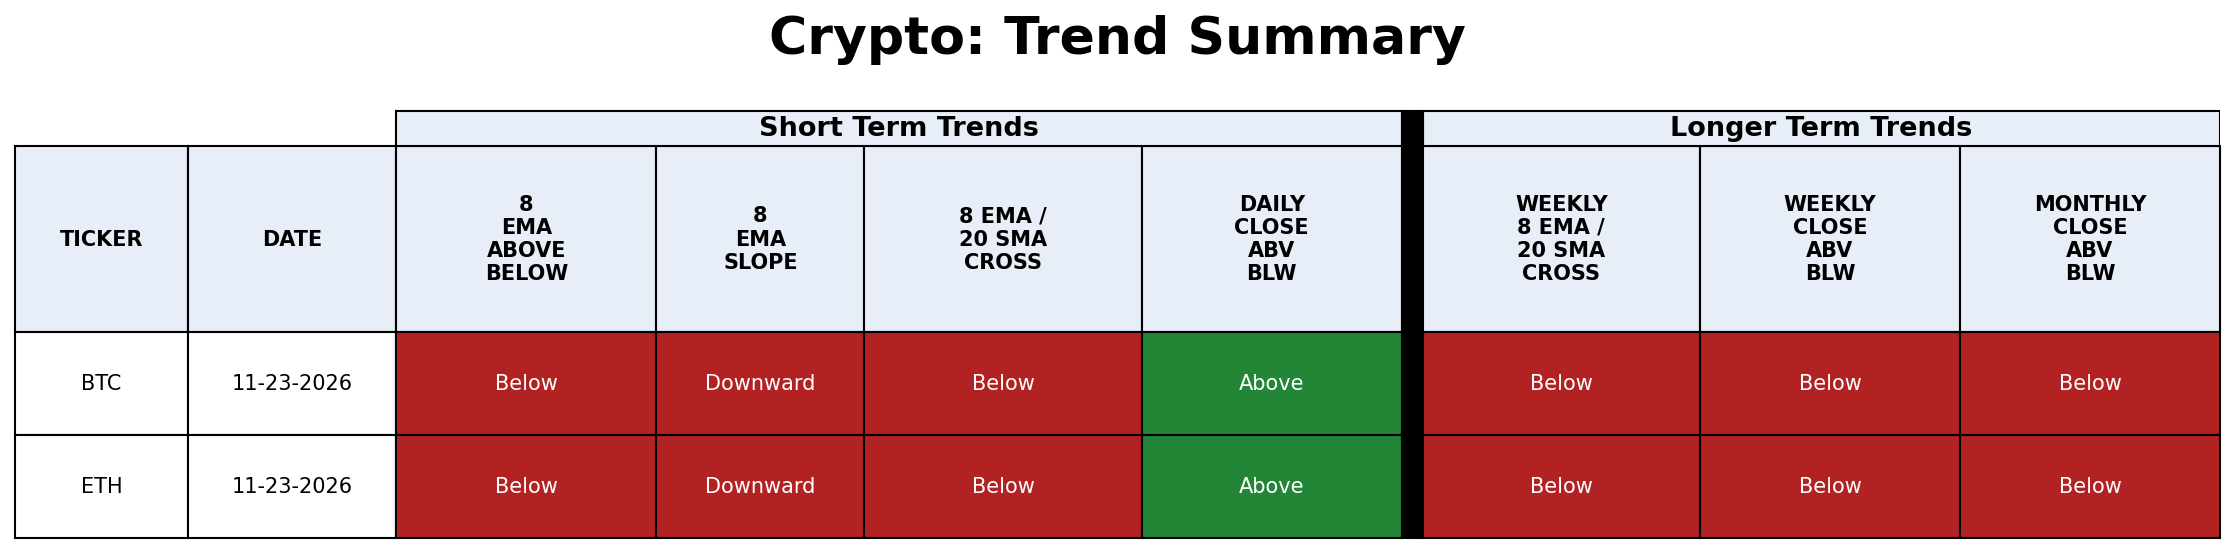 Crypto: Trend Summary
Short Term Trends
Longer Term Trends
TICKER
DATE
8
EMA
ABOVE
BELOW
8
EMA
SLOPE
8 EMA /
20 SMA
CROSS
DAILY
CLOSE
ABV
BLW
WEEKLY
8 EMA /
20 SMA
CROSS
WEEKLY
CLOSE
ABV
BLW
MONTHLY
CLOSE
ABV
BLW
BTC
11-23-2026
Below
Downward
Below
Above
Below
Below
Below
ETH
11-23-2026
Below
Downward
Below
Above
Below
Below
Below